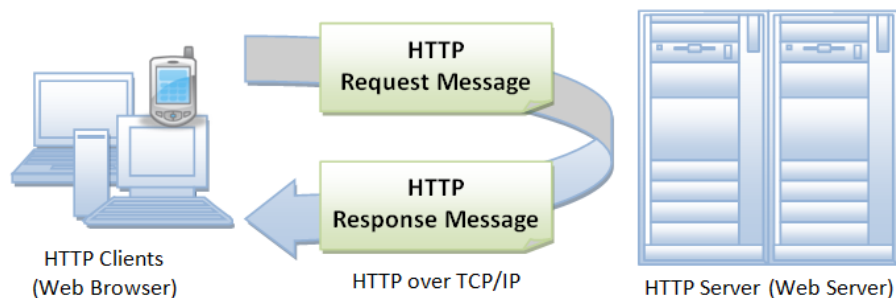 HTTP
Request Message
HTTP
Response Message
HTTP Clients
(Web Browser)
HTTP over TCP/IP
HTTP Server (Web Server)